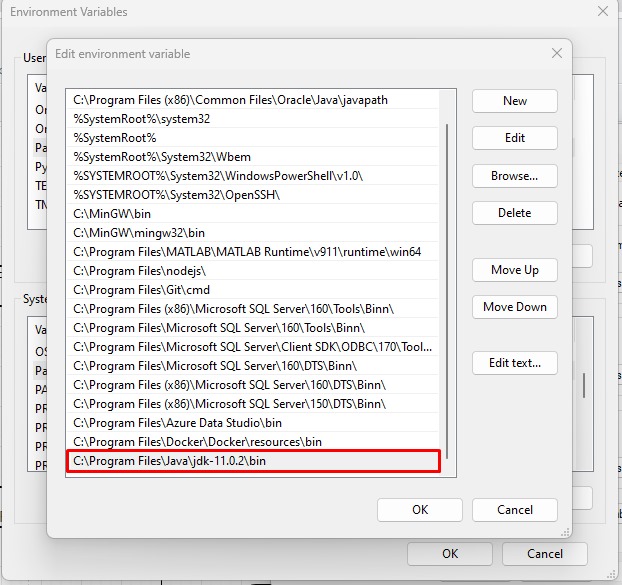 Environment Variables
Edit environment variable
User
Va
Or
Or
Pa
Py
TE
TM
C:\Program Files (x86)\Common Files\Oracle\Java\javapath
%SystemRoot%\system32
%SystemRoot%
%SystemRoot%\System32\Wbem
%SYSTEMROOT%\System32\WindowsPowerShell\v1.0\
%SYSTEMROOT%\System32\OpenSSH\
C:\MinGW\bin
C:\MinGW\mingw32\bin
C:\Program Files\MATLAB\MATLAB Runtime\v911\runtime\win64
C:\Program Files\nodejs\
C:\Program Files\Git\cmd
C:\Program Files (x86)\Microsoft SQL Server\160\Tools\Binn\
C:\Program Files\Microsoft SQL Server\160\Tools\Binn\
C:\Program Files\Microsoft SQL Server\Client SDK\ODBC\170\Tool...
C:\Program Files\Microsoft SQL Server\160\DTS\Binn\
C:\Program Files (x86)\Microsoft SQL Server\160\DTS\Binn\
C:\Program Files (x86)\Microsoft SQL Server\150\DTS\Binn\
C:\Program Files\Azure Data Studio\bin
C:\Program Files\Docker\Docker\resources\bin
C:\Program Files\Java\jdk-11.0.2\bin
New
Edit
Browse...
Delete
Move Up
Move Down
Edit text...
Syste
Va
OS
Pa
PA
PR
PR
PR
PR
OK
Cancel
OK
Cancel